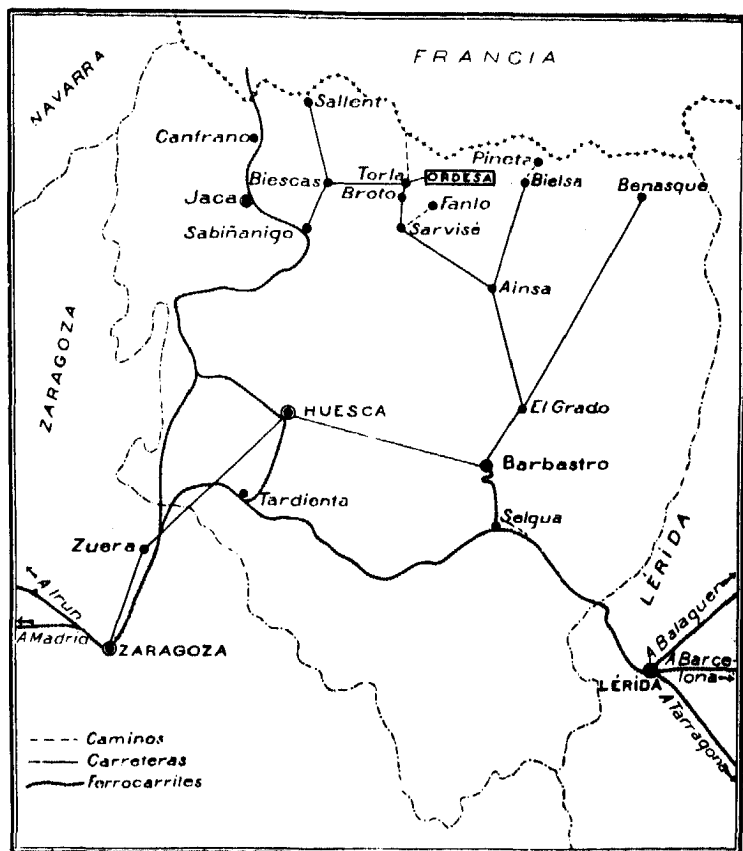 FRANCIA
NAVARRA
Sallent
Canfranc
Pineta
Biescas
Torla
ORDESA
Bielsa
Benasque
Jaca
Broto
Fanlo
Sabiñanigo
Sarvisé
Ainsa
ZARAGOZA
El Grado
HUESCA
Barbastro
Tardienta
Selgua
Zuera
LÉRIDA
A Irun
A Madrid
ZARAGOZA
A Balaguer
A Barce-
lona
LÉRIDA
A Tarragona
Caminos
Carreteras
Ferrocarriles